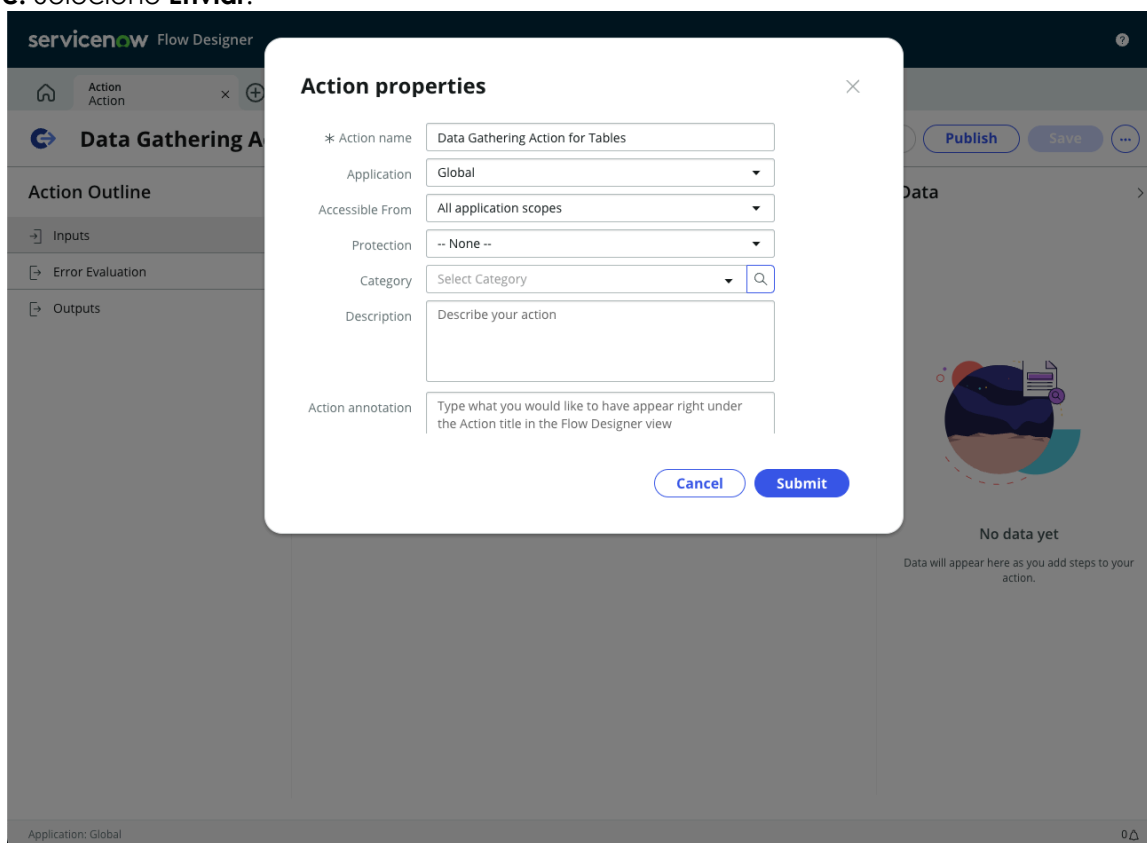 servicenow Flow Designer
Action
Action
Data Gathering A
Publish
Save
Action Outline
Inputs
Error Evaluation
Outputs
Action properties
Action name
Data Gathering Action for Tables
Application
Global
Accessible From
All application scopes
Protection
-- None --
Category
Select Category
Description
Describe your action
Action annotation
Type what you would like to have appear right under
the Action title in the Flow Designer view
Cancel
Submit
Data
No data yet
Data will appear here as you add steps to your
action.
Application: Global
0